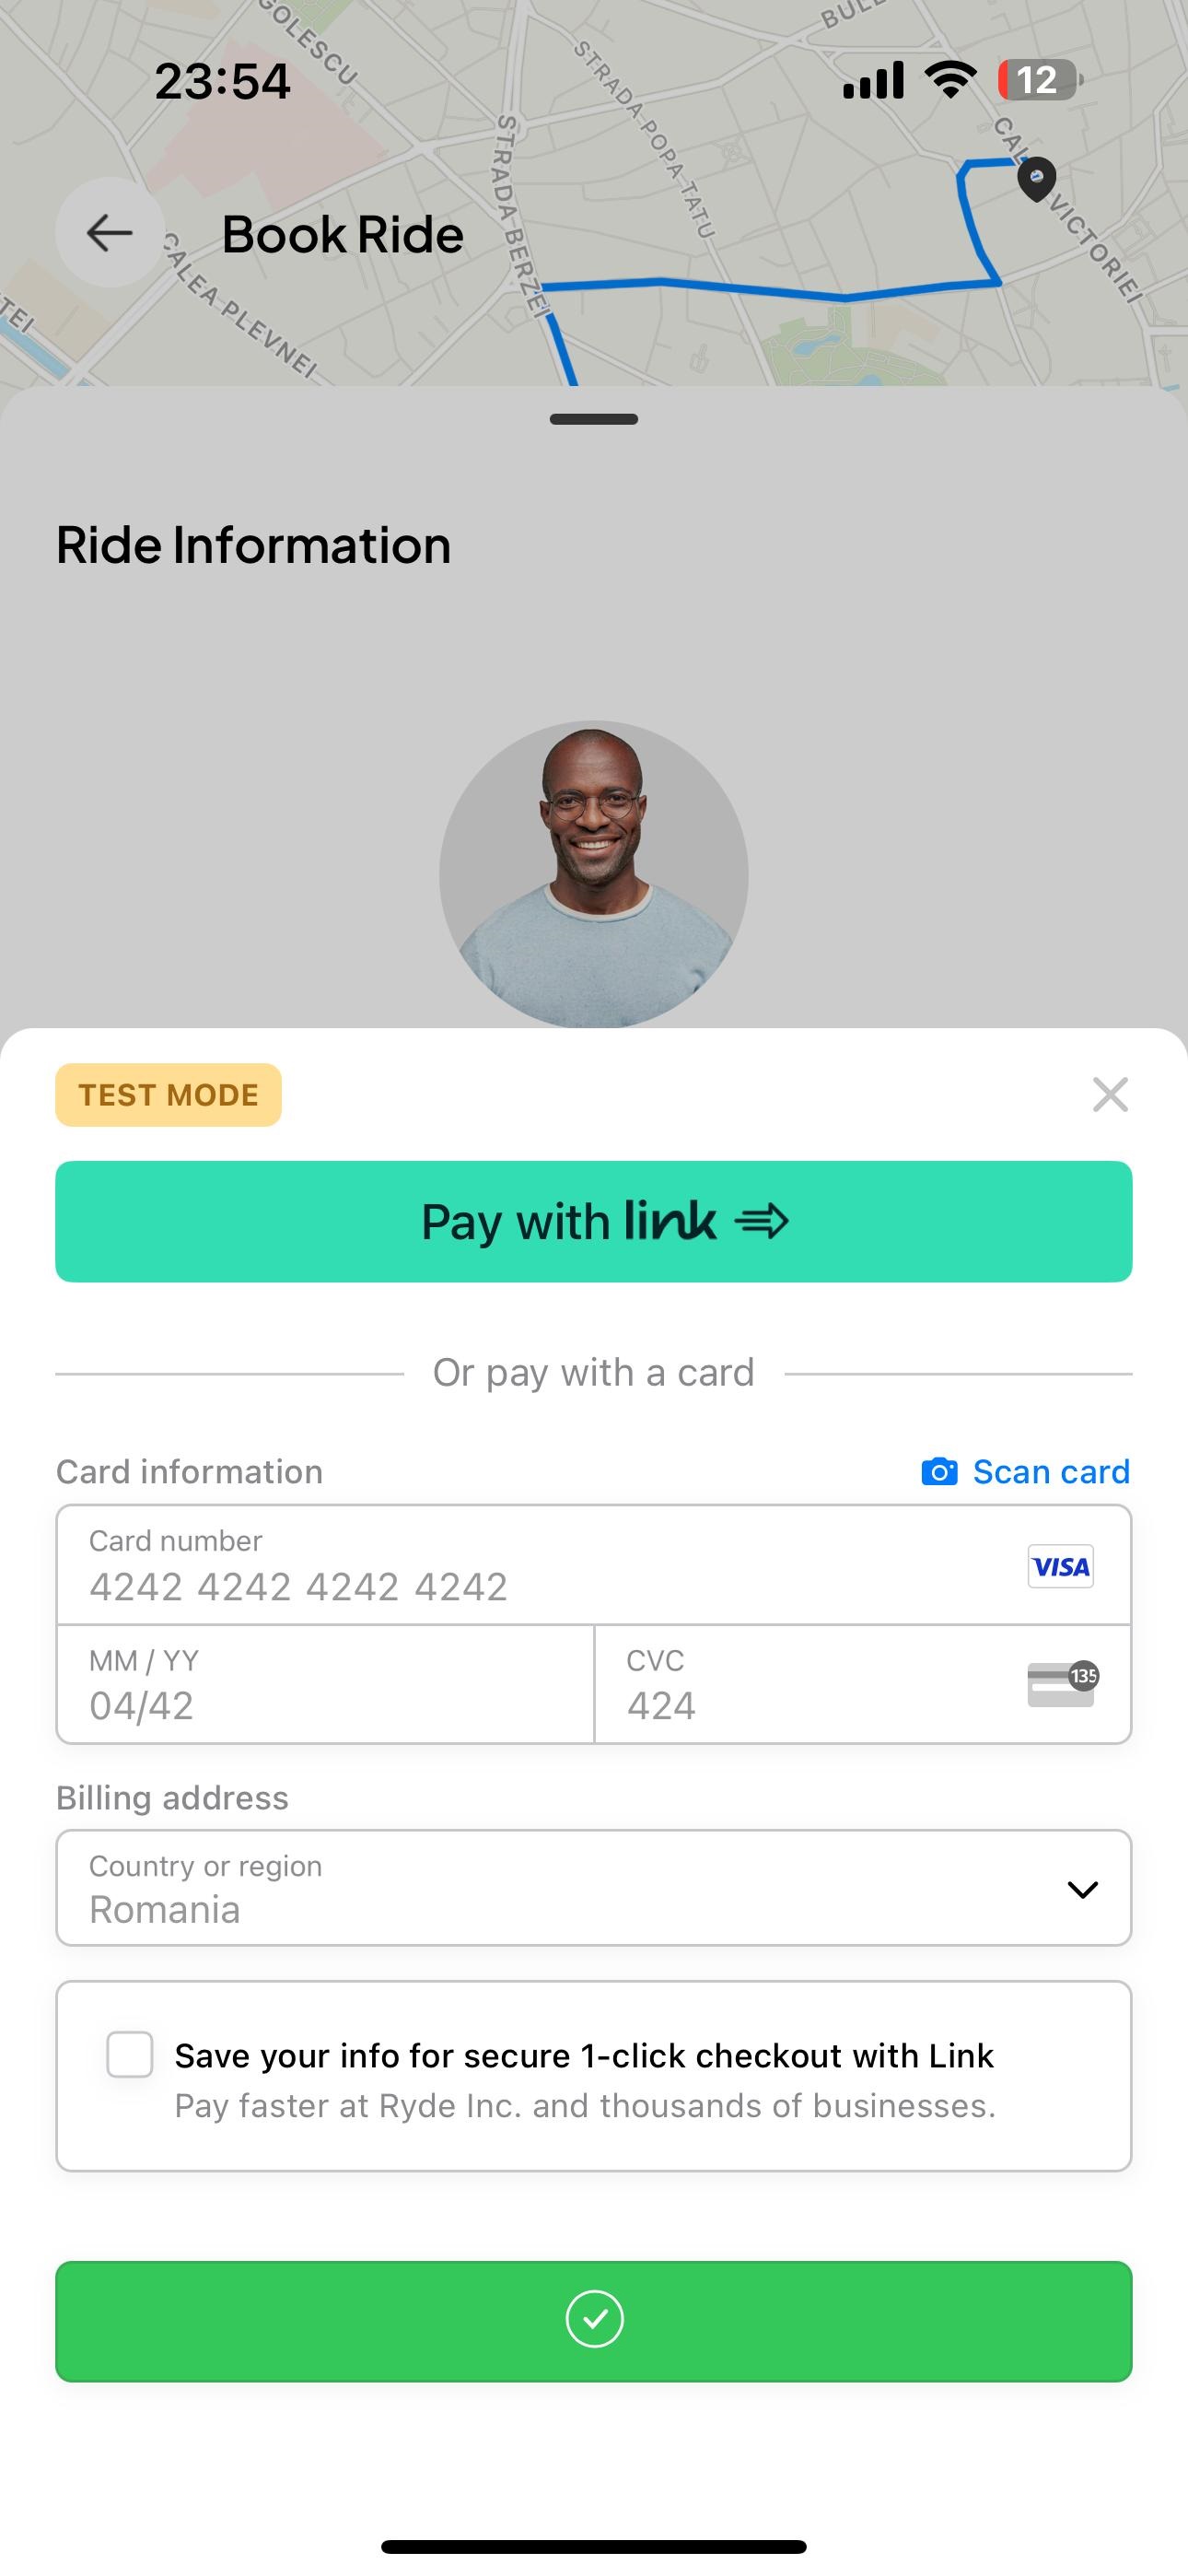 GOLESCU
BULE
23:54
12
STRADA POPA TATU
STRADA BERZEI
CAL
VICTORIEI
Book Ride
CALEA PLEVNEI
TEI
Ride Information
TEST MODE
Pay with link
Or pay with a card
Card information
Scan card
Card number
4242 4242 4242 4242
VISA
MM / YY
04/42
CVC
424
135
Billing address
Country or region
Romania
Save your info for secure 1-click checkout with Link
Pay faster at Ryde Inc. and thousands of businesses.